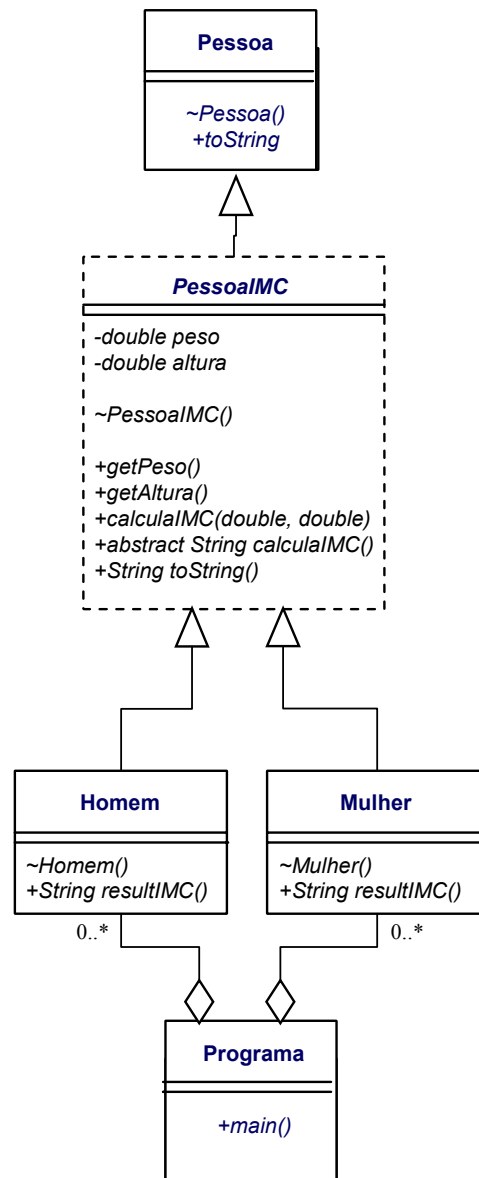 Pessoa
~Pessoa()
+toString
PessoaIMC
-double peso
-double altura
~PessoaIMC()
+getPeso()
+getAltura()
+calculaIMC(double, double)
+abstract String calculaIMC()
+String toString()
Homem
~Homem()
+String resultIMC()
Mulher
~Mulher()
+String resultIMC()
0..*
0..*
Programa
+main()